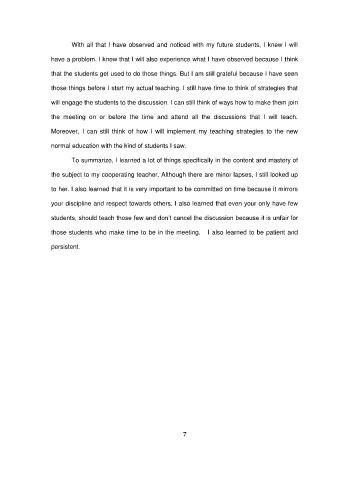 With all that I have observed and noticed with my future students, I knew I will
have a problem. I knew that I will also experience what I have observed because I think
that the students get used to do those things. But I am still grateful because I have seen
those things before I start my actual teaching. I still have time to think of strategies that
will engage the students to the discussion. I can still think of ways how to make them join
the meeting on or before the time and attend all the discussions that I will teach.
Moreover, I can still think of how I will implement my teaching strategies to the new
normal education with the kind of students I saw.
To summarize, I learned a lot of things specifically in the content and mastery of
the subject to my cooperating teacher. Although there are minor lapses, I still looked up
to her. I also learned that it is very important to be committed on time because it mirrors
your discipline and respect towards others. I also learned that even your only have few
students, should teach those few and don't cancel the discussion because it is unfair for
those students who make time to be in the meeting. I also learned to be patient and
persistent.
7